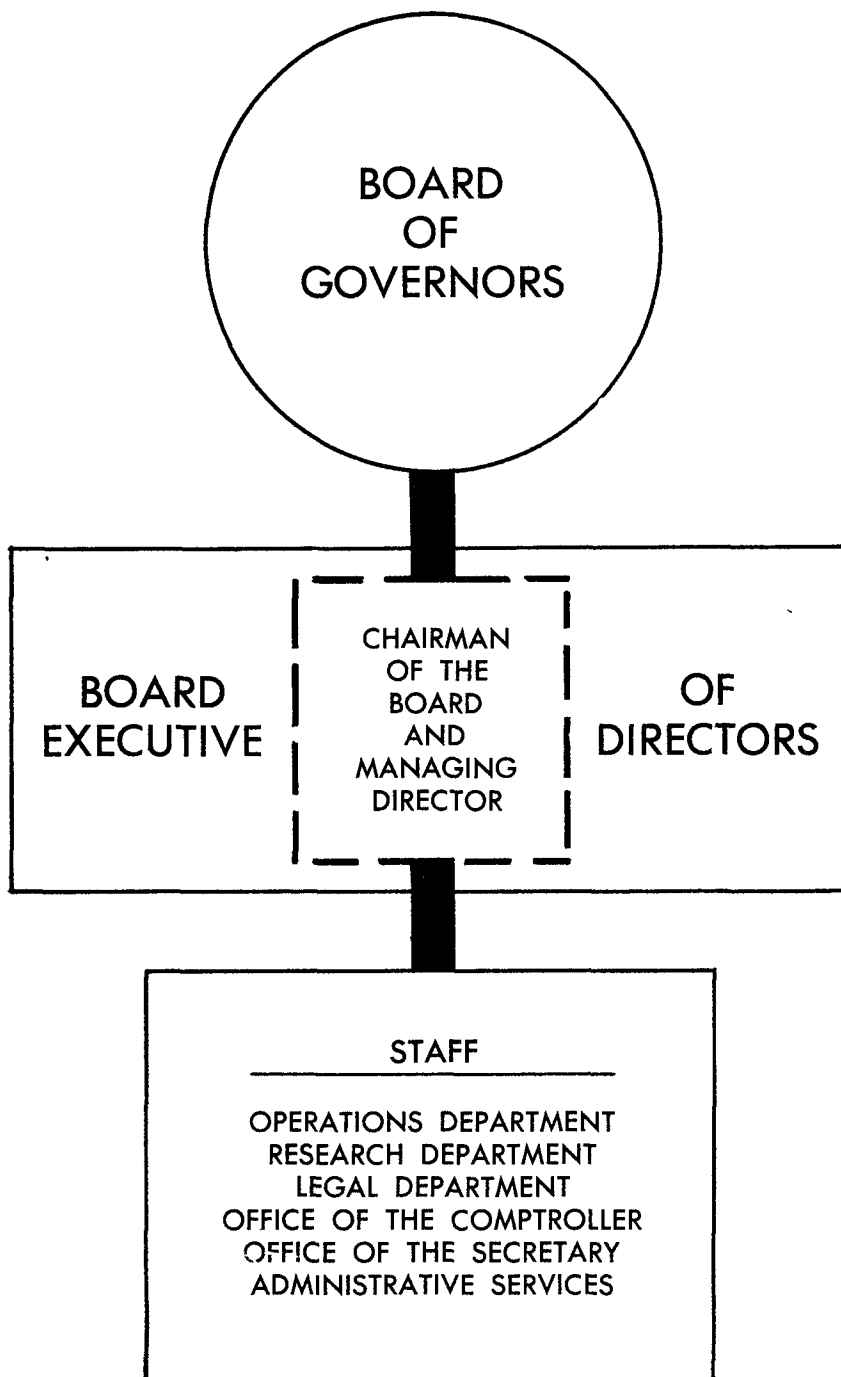 BOARD
OF
GOVERNORS
BOARD
EXECUTIVE
CHAIRMAN
OF THE
BOARD
AND
MANAGING
DIRECTOR
OF
DIRECTORS
STAFF
OPERATIONS DEPARTMENT
RESEARCH DEPARTMENT
LEGAL DEPARTMENT
OFFICE OF THE COMPTROLLER
OFFICE OF THE SECRETARY
ADMINISTRATIVE SERVICES